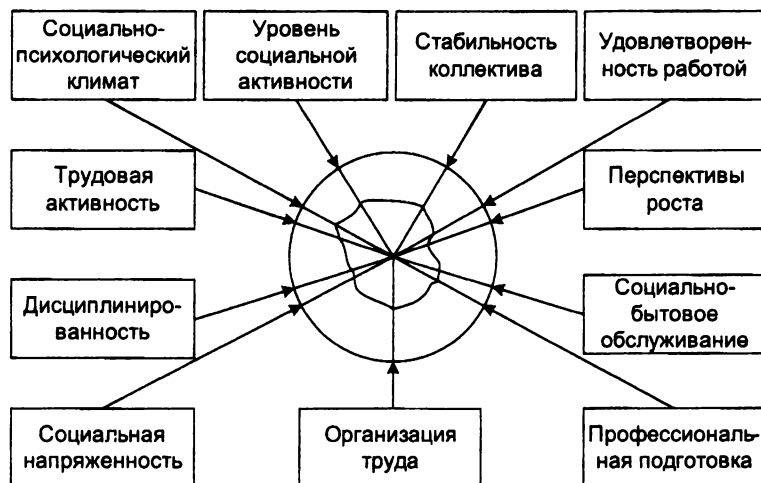 Социально-
психологический
климат
Уровень
социальной
активности
Стабильность
коллектива
Удовлетворен-
ность работой
Трудовая
активность
Перспективы
роста
Дисциплиниро-
ванность
Социально-
бытовое
обслуживание
Социальная
напряженность
Организация
труда
Профессиональ-
ная подготовка